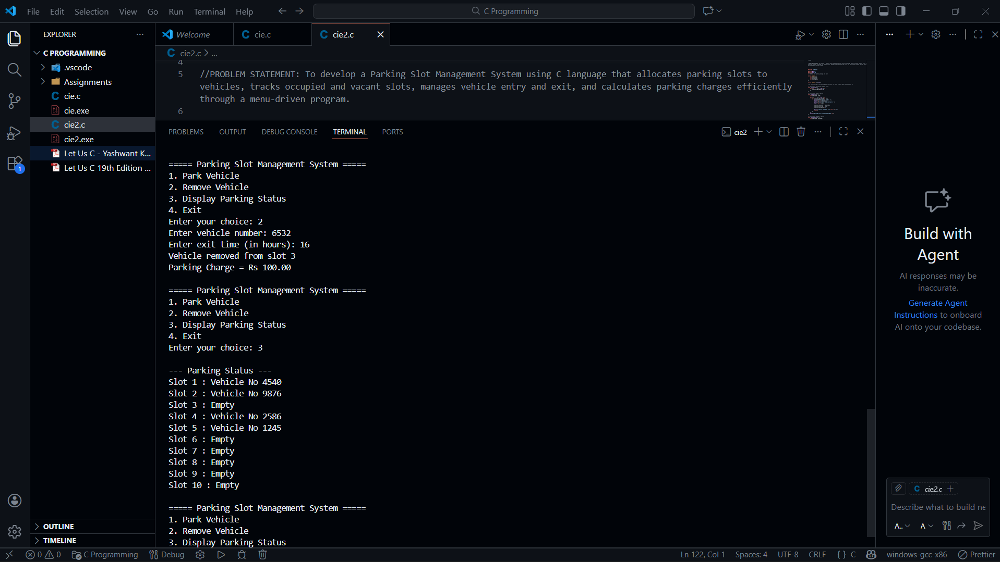 File Edit Selection View Go Run Terminal Help
C Programming
EXPLORER
C PROGRAMMING
.vscode
Assignments
cie.c
cie.exe
cie2.c
cie2.exe
Let Us C - Yashwant K...
Let Us C 19th Edition ...
OUTLINE
TIMELINE
Welcome
cie.c
cie2.c
cie2.c > ...
4
5 //PROBLEM STATEMENT: To develop a Parking Slot Management System using C language that allocates parking slots to
vehicles, tracks occupied and vacant slots, manages vehicle entry and exit, and calculates parking charges efficiently
through a menu-driven program.
6
PROBLEMS OUTPUT DEBUG CONSOLE TERMINAL PORTS
cie2
===== Parking Slot Management System =====
1. Park Vehicle
2. Remove Vehicle
3. Display Parking Status
4. Exit
Enter your choice: 2
Enter vehicle number: 6532
Enter exit time (in hours): 16
Vehicle removed from slot 3
Parking Charge = Rs 100.00
===== Parking Slot Management System =====
1. Park Vehicle
2. Remove Vehicle
3. Display Parking Status
4. Exit
Enter your choice: 3
--- Parking Status ---
Slot 1 : Vehicle No 4540
Slot 2 : Vehicle No 9876
Slot 3 : Empty
Slot 4 : Vehicle No 2586
Slot 5 : Vehicle No 1245
Slot 6 : Empty
Slot 7 : Empty
Slot 8 : Empty
Slot 9 : Empty
Slot 10 : Empty
===== Parking Slot Management System =====
1. Park Vehicle
2. Remove Vehicle
3. Display Parking Status
Build with
Agent
AI responses may be
inaccurate.
Generate Agent
Instructions to onboard
AI onto your codebase.
cie2.c
Describe what to build ne
A.. A
1
0 0 C Programming Debug
Ln 122, Col 1 Spaces: 4 UTF-8 CRLF { } C windows-gcc-x86 Prettier